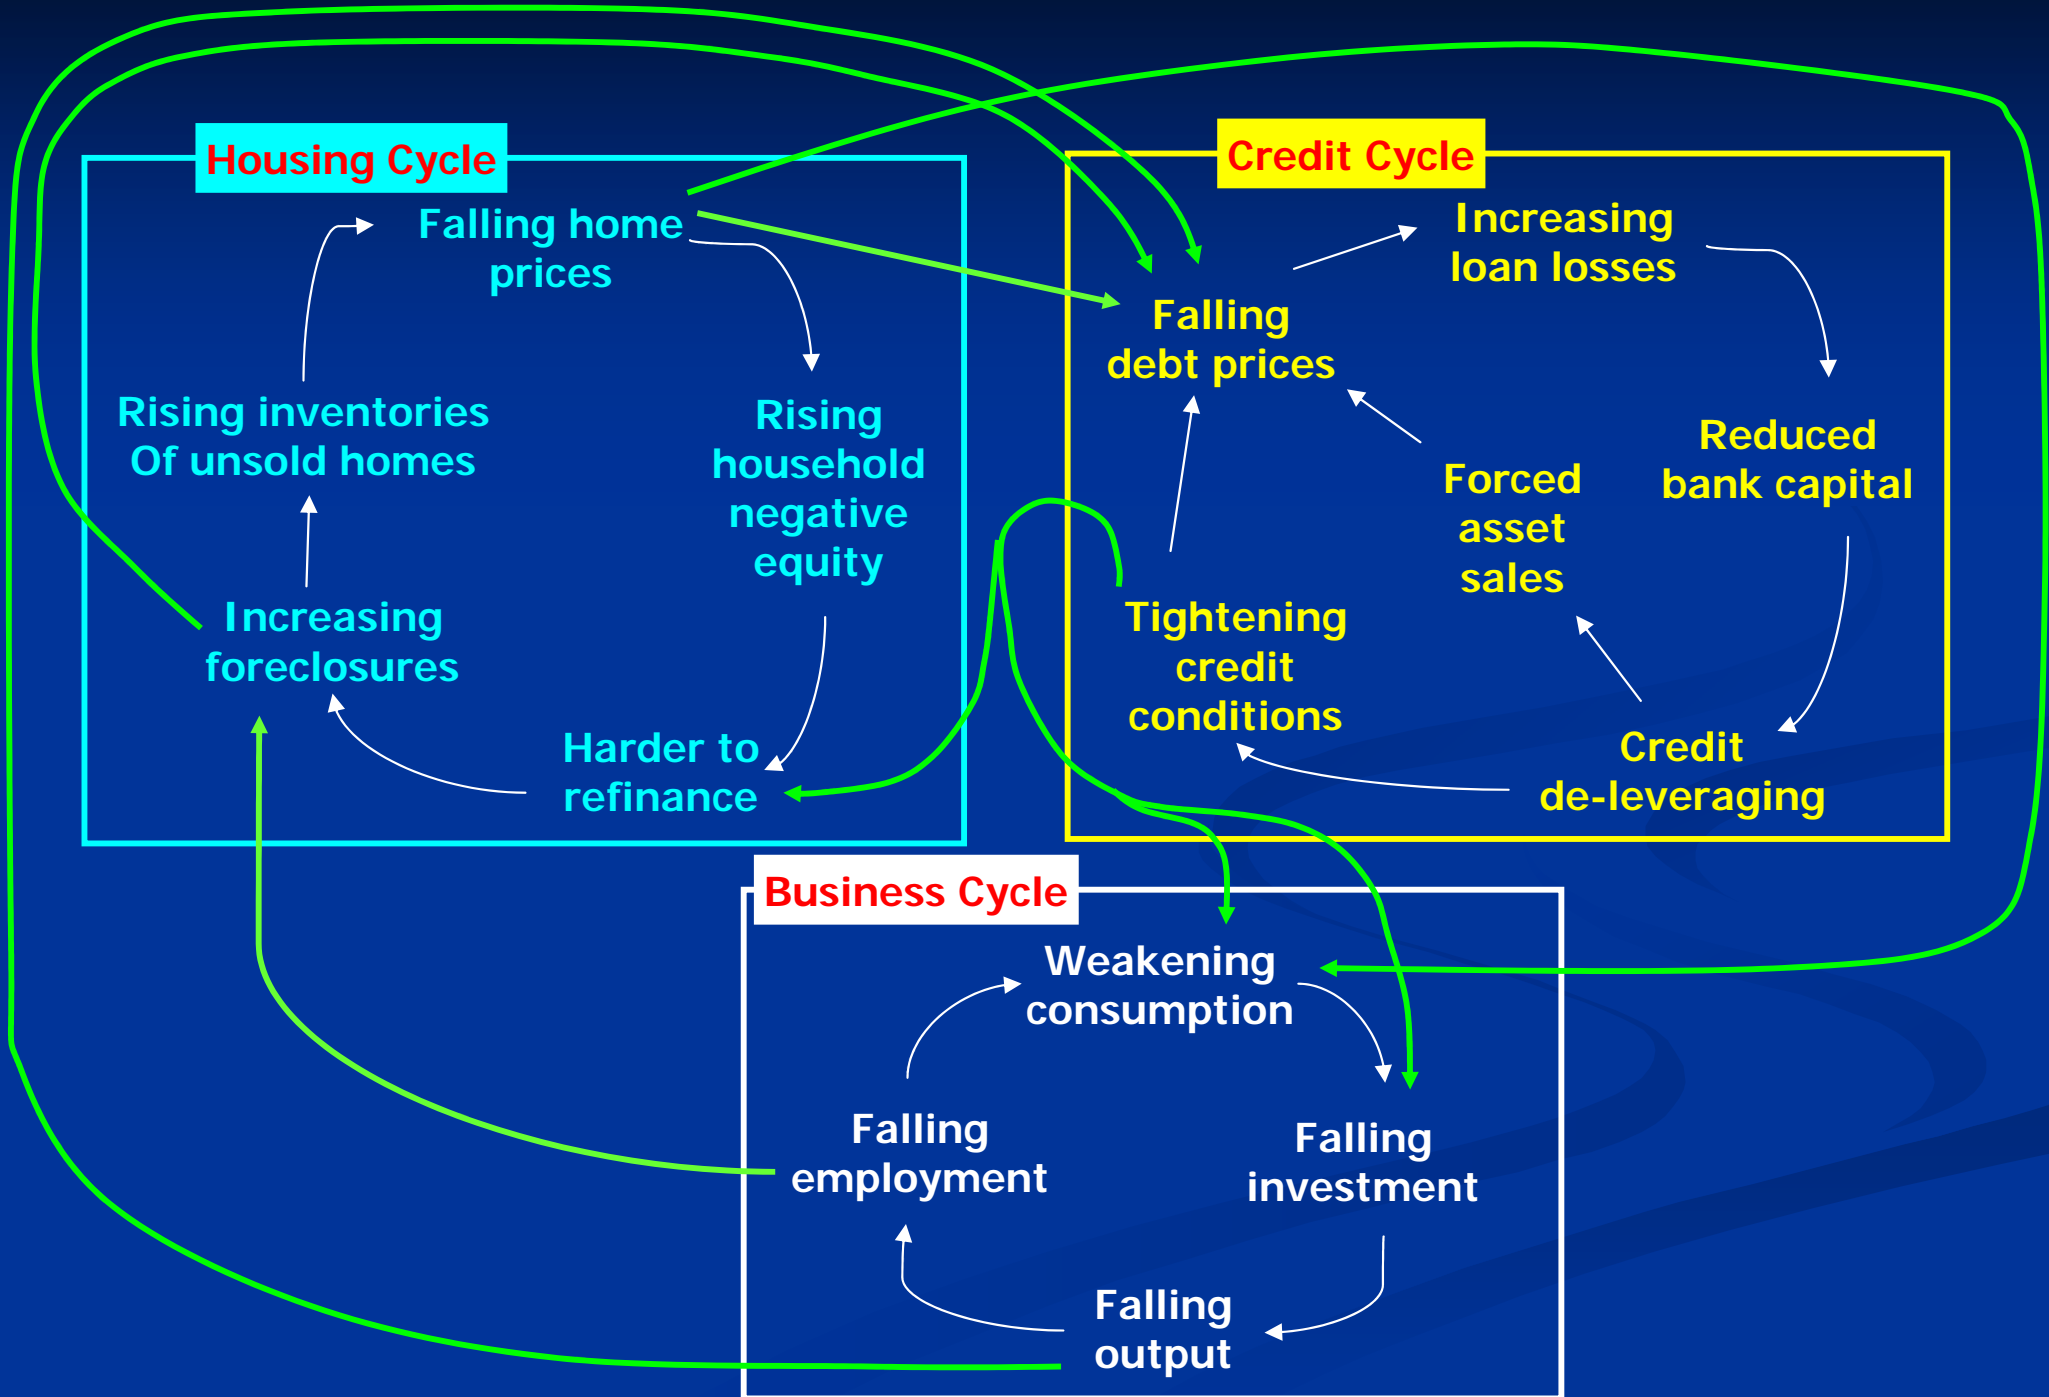 Housing Cycle
Falling home
prices
Rising
household
negative
equity
Harder to
refinance
Increasing
foreclosures
Rising inventories
Of unsold homes
Credit Cycle
Increasing
loan losses
Reduced
bank capital
Credit
de-leveraging
Forced
asset
sales
Tightening
credit
conditions
Falling
debt prices
Business Cycle
Weakening
consumption
Falling
investment
Falling
output
Falling
employment